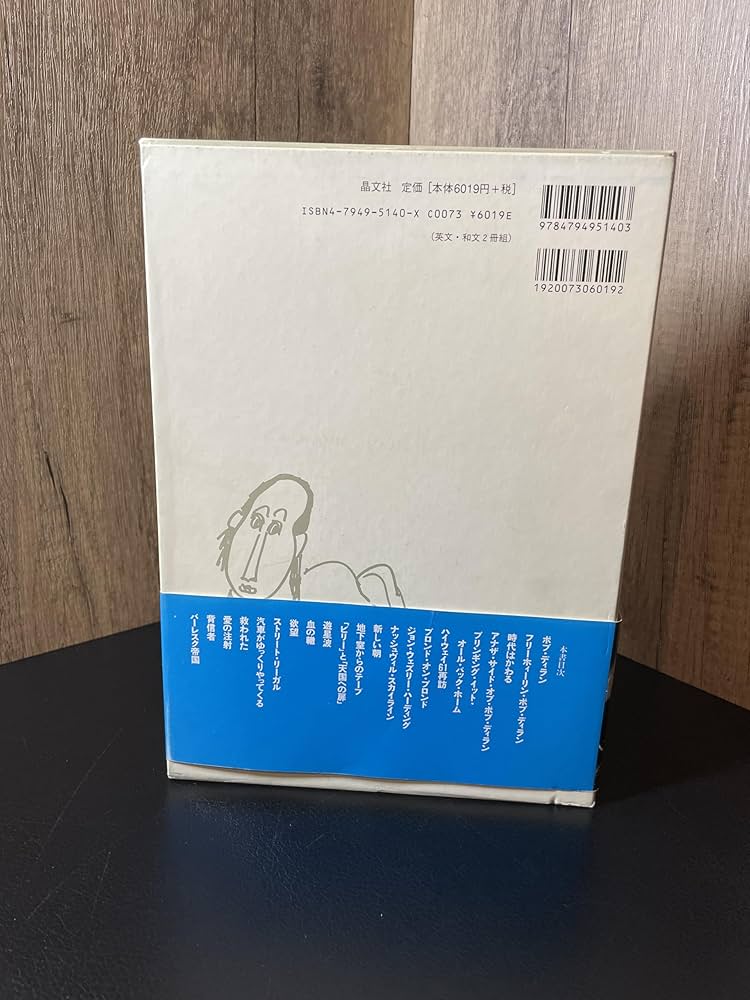 晶文社 定価[本体6019円+税]
ISBN4-7949-5140-X C0073 ¥6019E
(英文・和文2冊組)
9784794951403
1920073060192
本書目次
ボブ・ディラン
フリーホイーリン・ボブ・ディラン
時代はかわる
アナザ・サイド・オブ・ボブ・ディラン
ブリンギング・イット・
オール・バック・ホーム
ハイウェイ61再訪
ブロンド・オン・ブロンド
ジョン・ウェズリー・ハーディング
ナッシュヴィル・スカイライン
新しい朝
地下室からのテープ
「ビリー」と「天国への扉」
遊星波
血の轍
欲望
ストリート・リーガル
汽車がゆっくりやってくる
救われた
愛の注射
背信者
バーレスク帝国